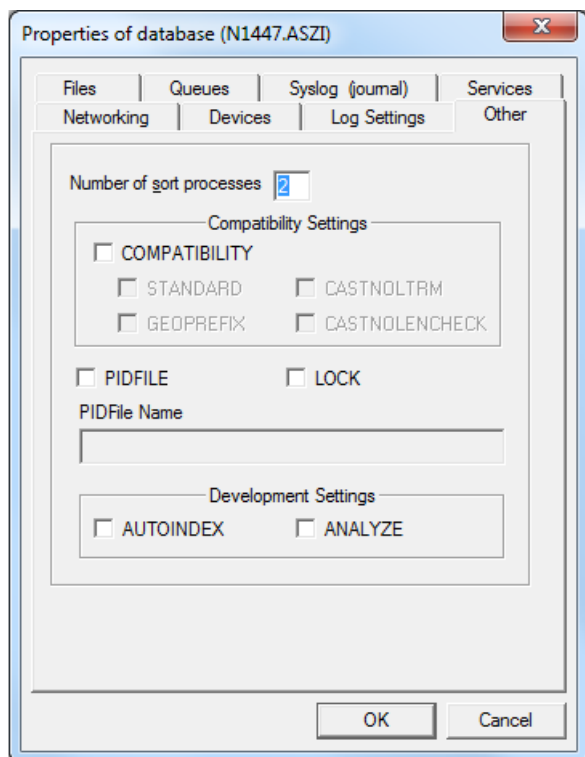 Properties of database (N1447.ASZI)
Files Queues Syslog (journal) Services
Networking Devices Log Settings Other
Number of sort processes 2
Compatibility Settings
COMPATIBILITY
STANDARD CASTNOLTRM
GEOPREFIX CASTNOLENCHECK
PIDFILE LOCK
PIDFile Name
Development Settings
AUTOINDEX ANALYZE
OK Cancel